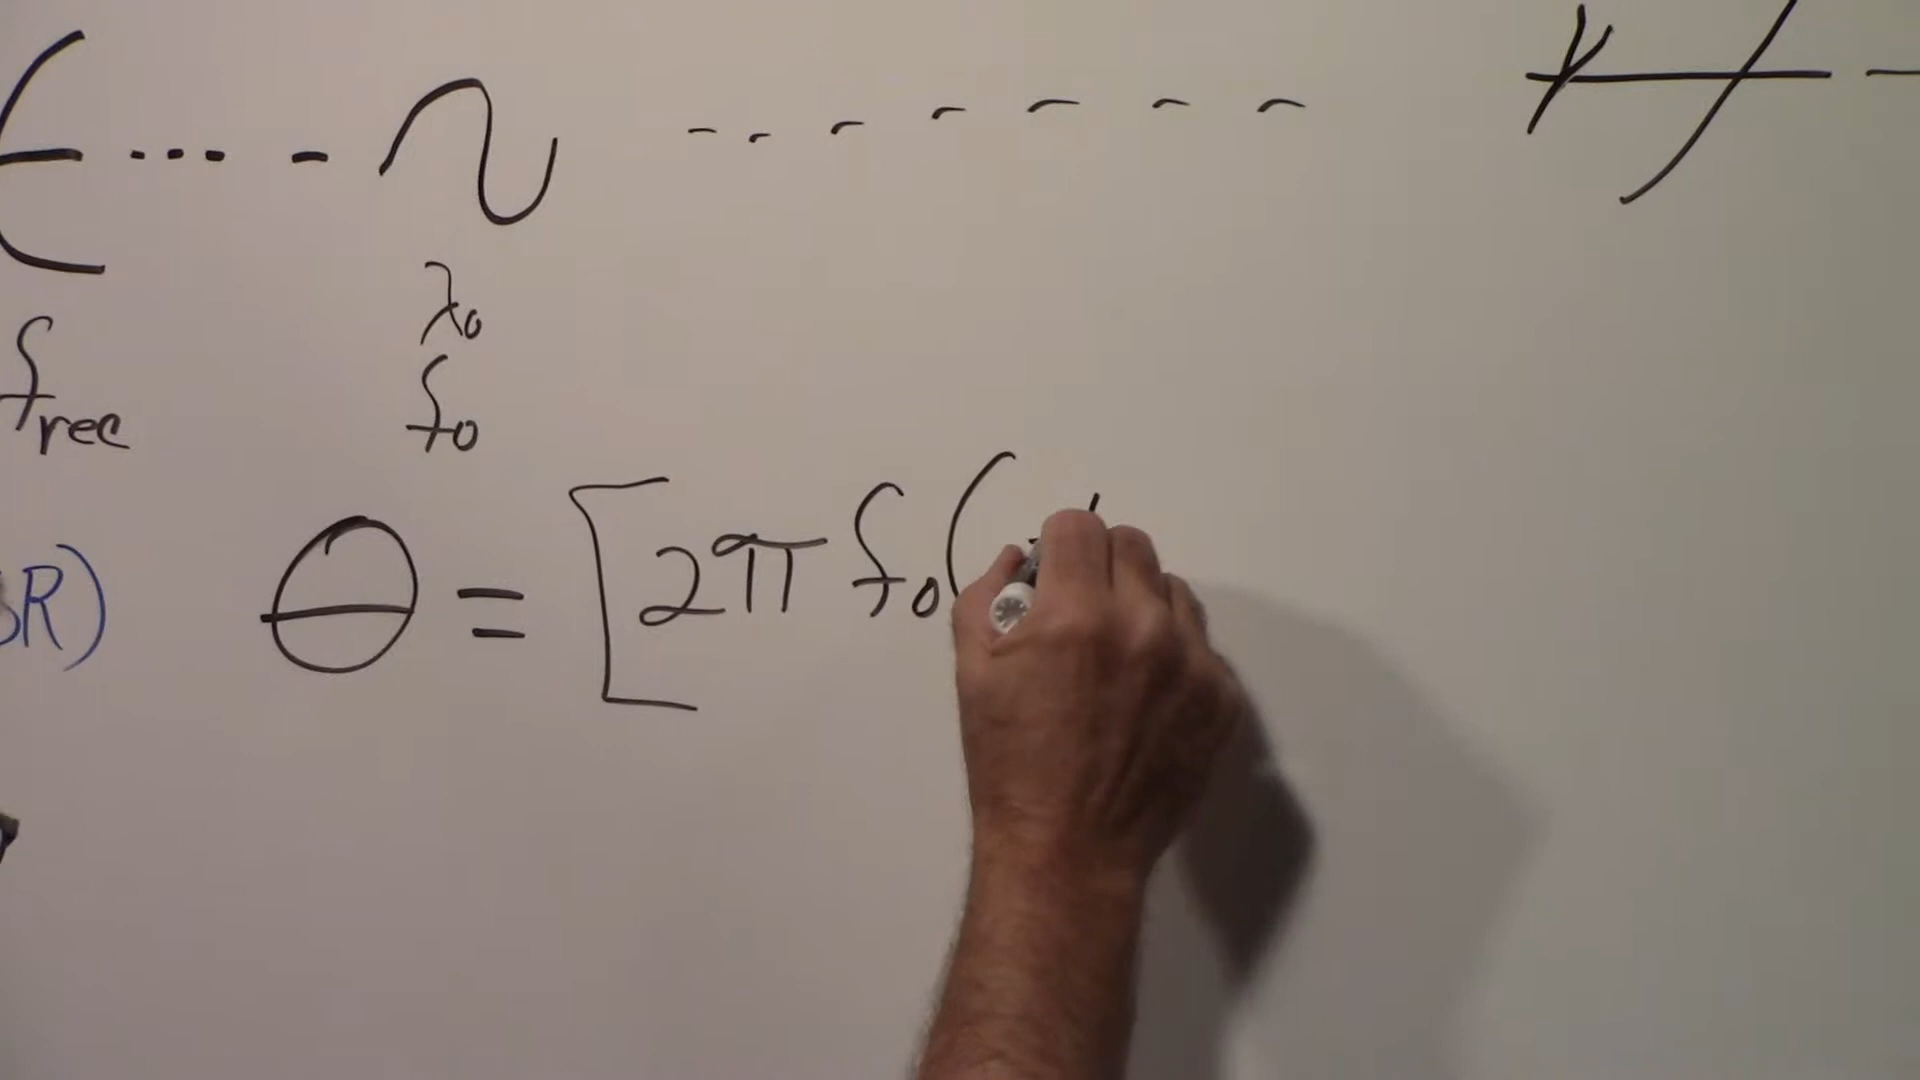 λ₀
f_rec f₀
R) θ = [2π f₀(